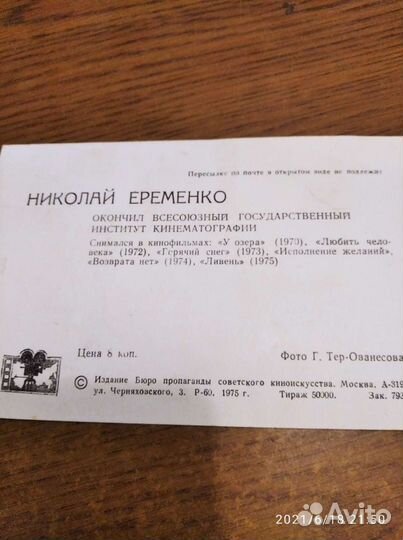 Пересылке по почте в открытом виде не подлежит
НИКОЛАЙ ЕРЕМЕНКО
ОКОНЧИЛ ВСЕСОЮЗНЫЙ ГОСУДАРСТВЕННЫЙ
ИНСТИТУТ КИНЕМАТОГРАФИИ
Снимался в кинофильмах: «У озера» (1970), «Любить чело-
века» (1972), «Горячий снег» (1973), «Исполнение желаний»,
«Возврата нет» (1974), «Ливень» (1975)
Цена 8 коп.
Фото Г. Тер-Ованесова
© Издание Бюро пропаганды советского киноискусства. Москва. А-319
ул. Черняховского, 3. Р-60. 1975 г. Тираж 50000. Зак. 793
2021/6/18 21:50
Avito